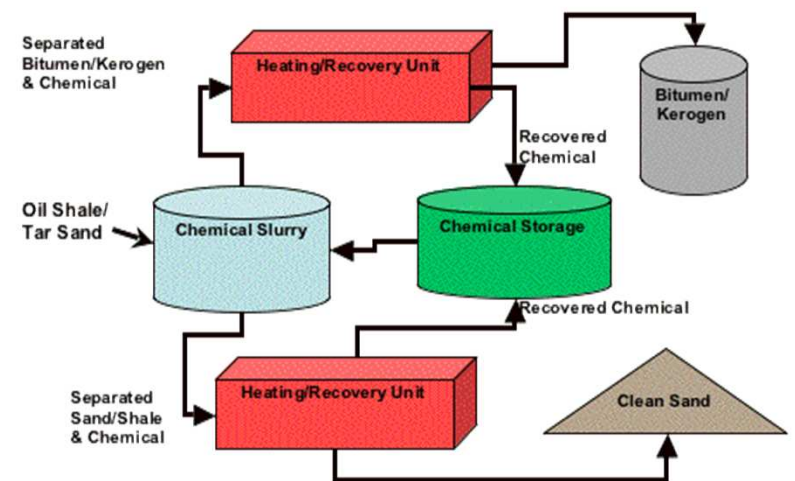 Separated
Bitumen/Kerogen
& Chemical
Heating/Recovery Unit
Bitumen/
Kerogen
Recovered
Chemical
Oil Shale/
Tar Sand
Chemical Slurry
Chemical Storage
Recovered Chemical
Separated
Sand/Shale
& Chemical
Heating/Recovery Unit
Clean Sand